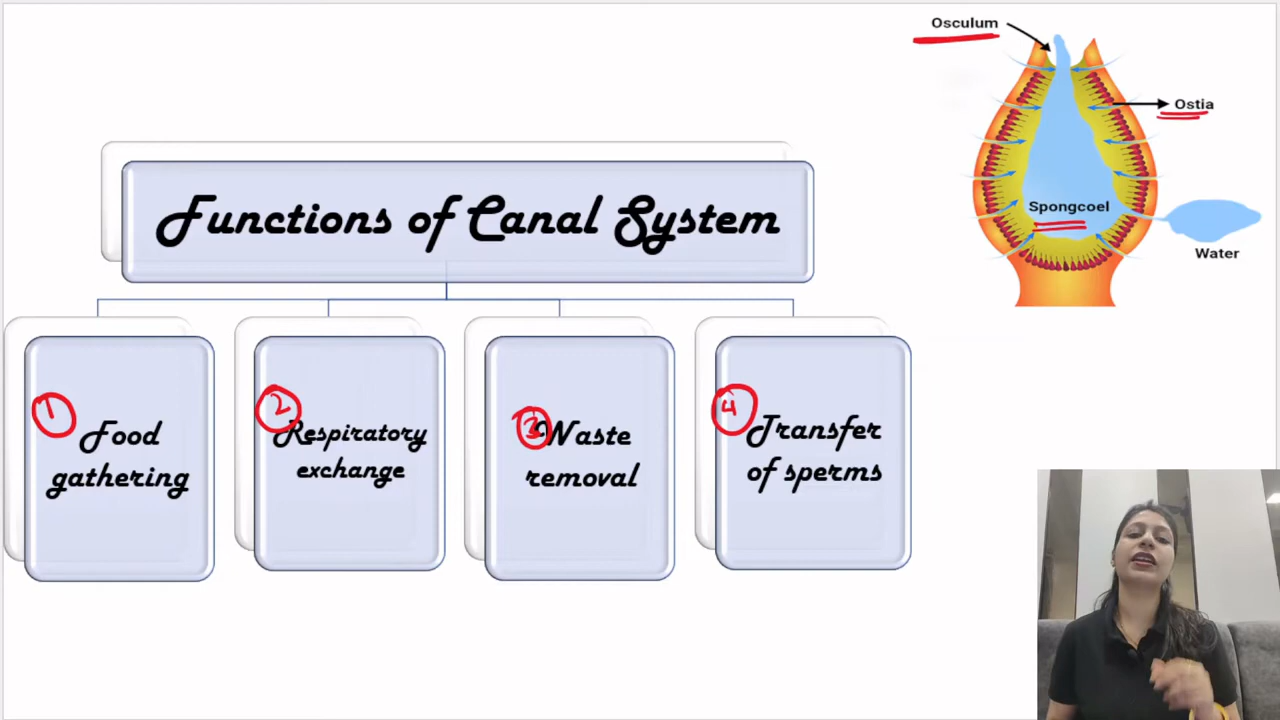 Functions of Canal System
1
Food
gathering
2
Respiratory
exchange
3
Waste
removal
4
Transfer
of sperms
Osculum
Ostia
Spongcoel
Water